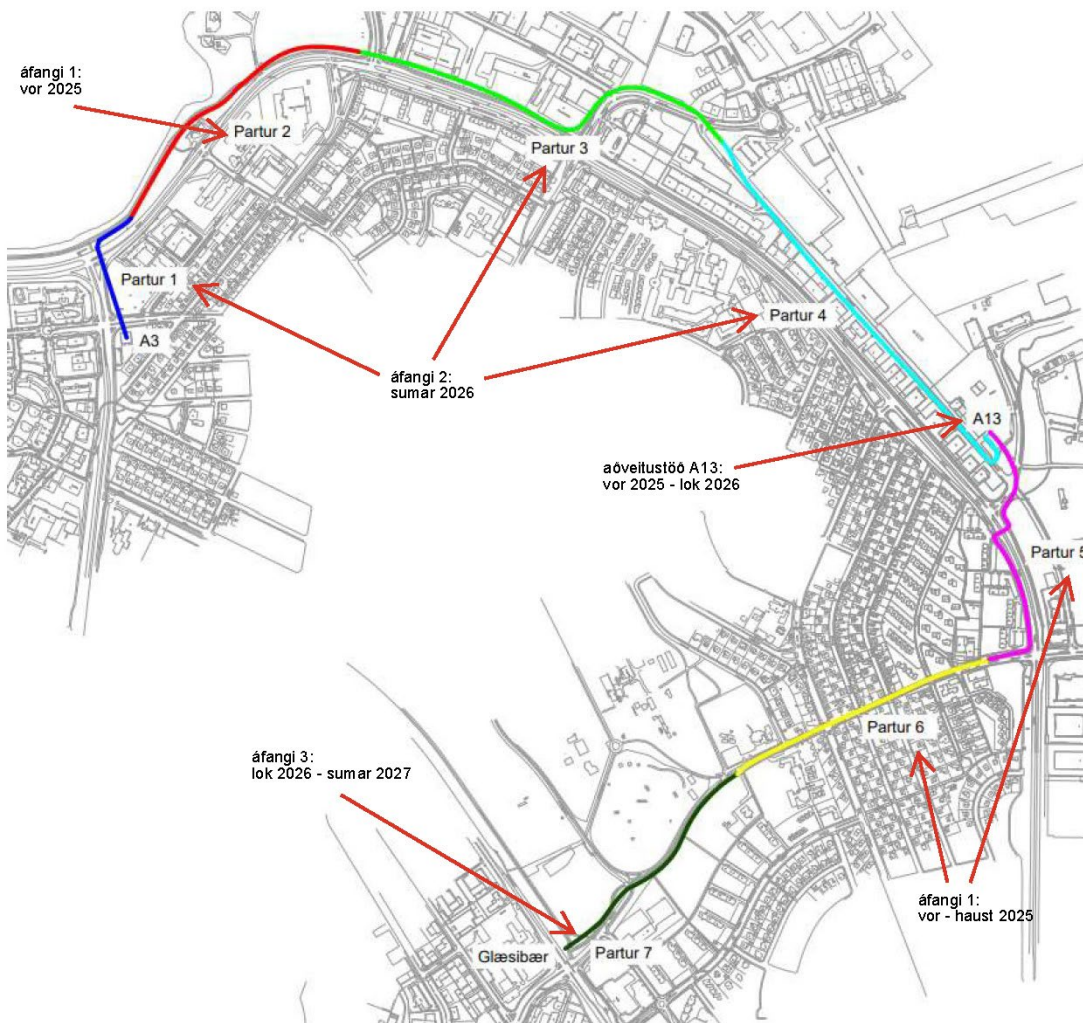 áfangi 1:
vor 2025
Partur 2
Partur 3
Partur 1
A3
Partur 4
áfangi 2:
sumar 2026
A13
aðveitustöð A13:
vor 2025 - lok 2026
Partur 5
Partur 6
áfangi 3:
lok 2026 - sumar 2027
áfangi 1:
vor - haust 2025
Glæsibær
Partur 7